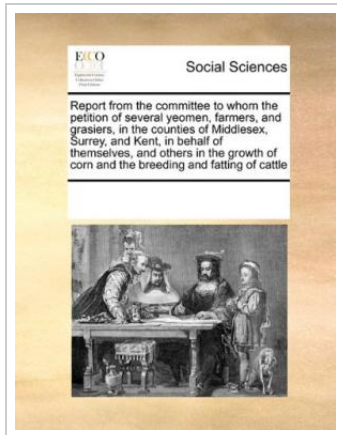 ECCO
Social Sciences
Report from the committee to whom the
petition of several yeomen, farmers, and
grasiers, in the counties of Middlesex,
Surrey, and Kent, in behalf of
themselves, and others in the growth of
corn and the breeding and fatting of cattle